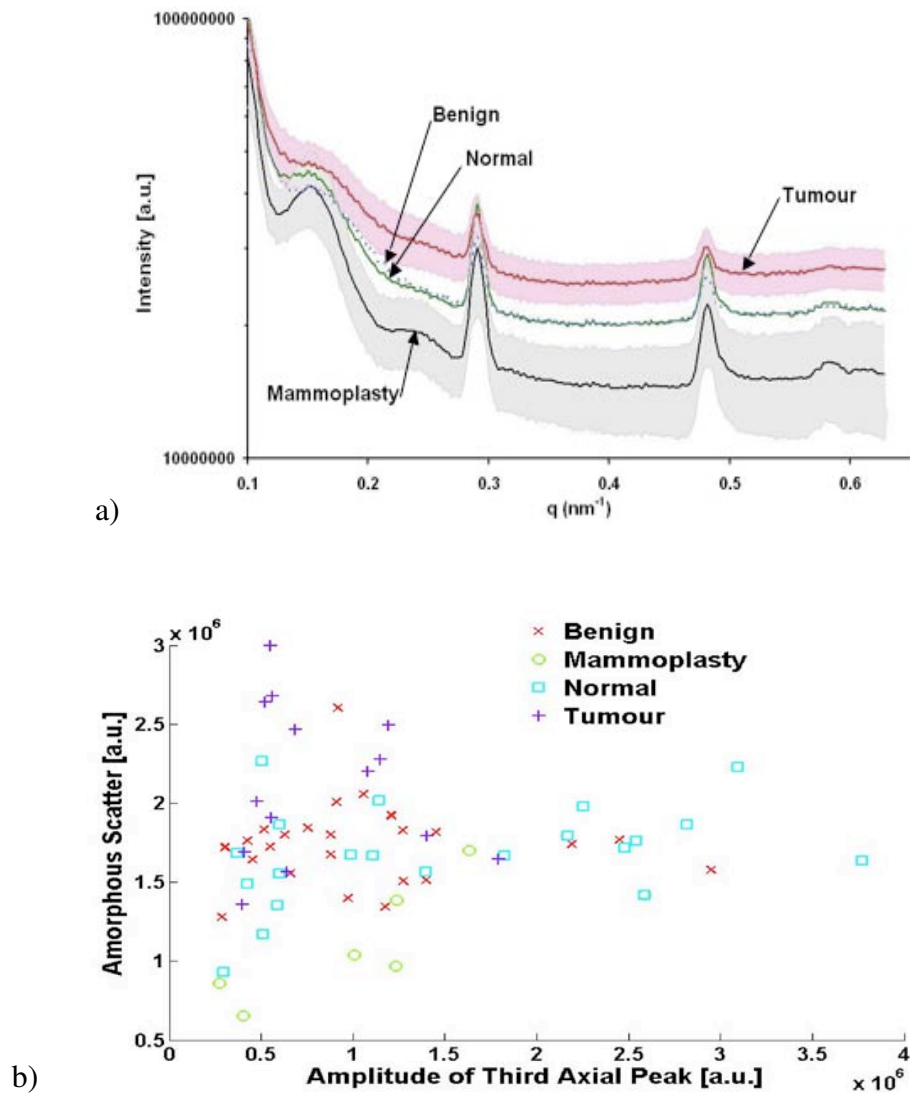 100000000
Intensity [a.u.]
10000000
Benign
Normal
Tumour
Mammoplasty
0.1 0.2 0.3 0.4 0.5 0.6
q (nm⁻¹)
a)
× 10⁶
3
2.5
2
1.5
1
0.5
Amorphous Scatter [a.u.]
Benign
Mammoplasty
Normal
Tumour
0 0.5 1 1.5 2 2.5 3 3.5 4
Amplitude of Third Axial Peak [a.u.]
× 10⁶
b)